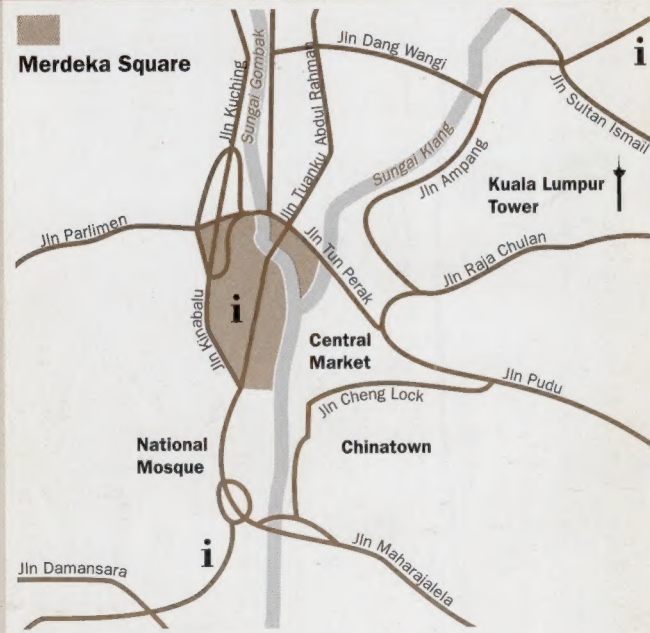 Merdeka Square
Jln Kuching
Sungai Gombak
Jln Tuanku Abdul Rahman
Jln Dang Wangi
i
Jln Sultan Ismail
Sungai Klang
Jln Ampang
Kuala Lumpur
Tower
Jln Parlimen
Jln Tun Perak
Jln Raja Chulan
i
Jln Kinabalu
Central
Market
Jln Pudu
Jln Cheng Lock
National
Mosque
Chinatown
i
Jln Damansara
Jln Maharajalela